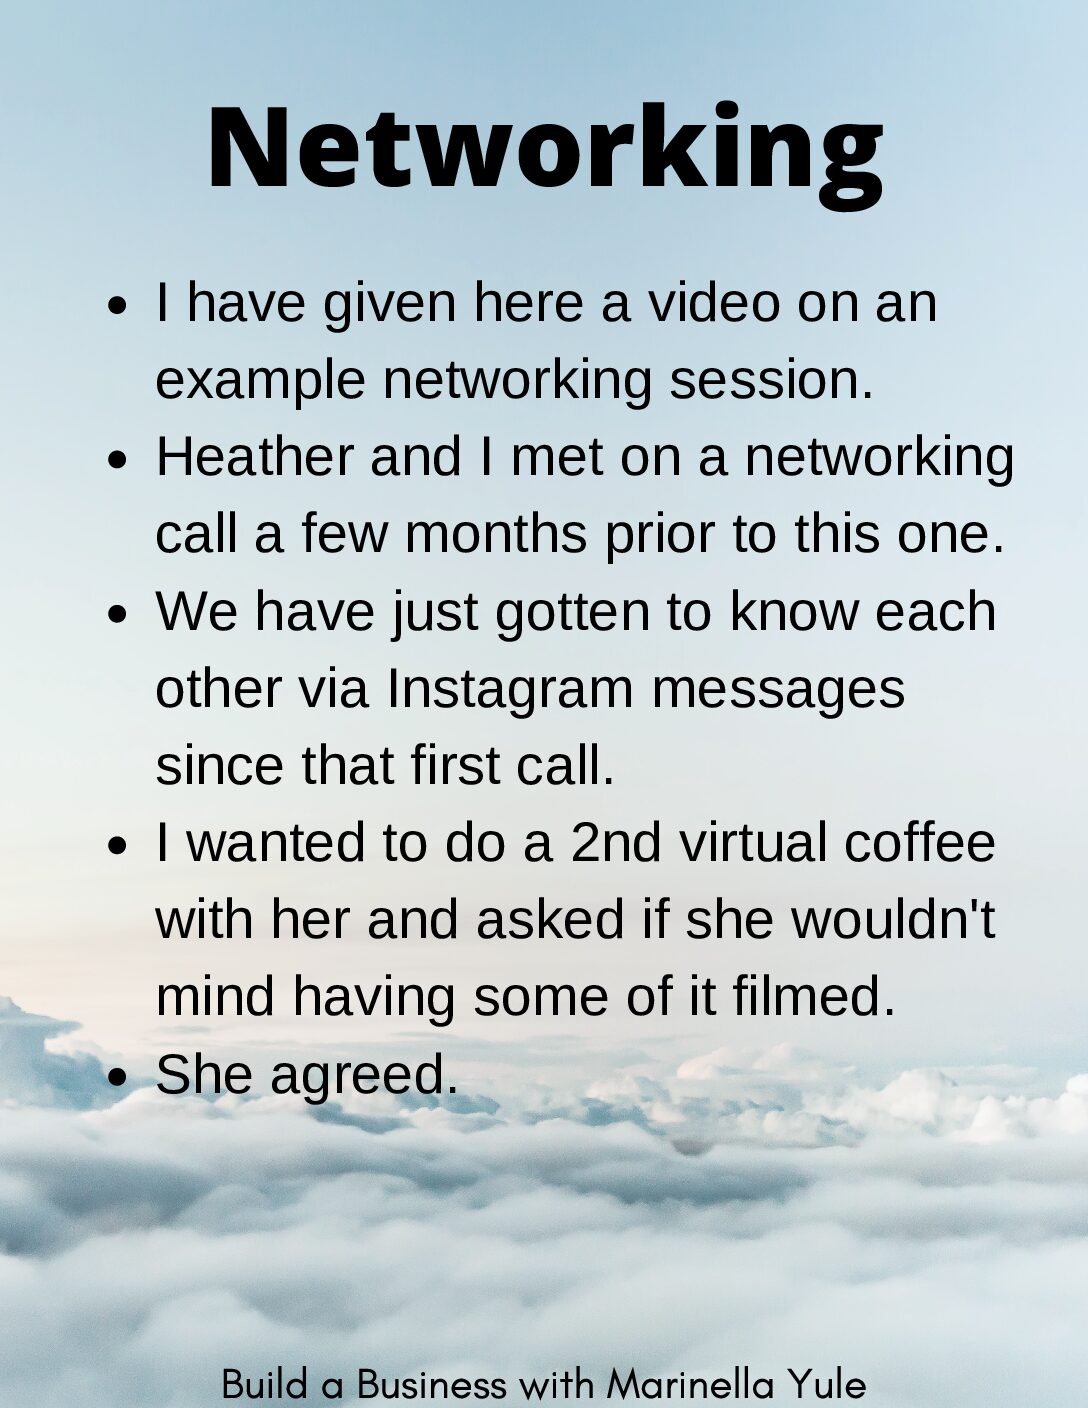 Networking
• I have given here a video on an
example networking session.
• Heather and I met on a networking
call a few months prior to this one.
• We have just gotten to know each
other via Instagram messages
since that first call.
• I wanted to do a 2nd virtual coffee
with her and asked if she wouldn't
mind having some of it filmed.
• She agreed.
Build a Business with Marinella Yule